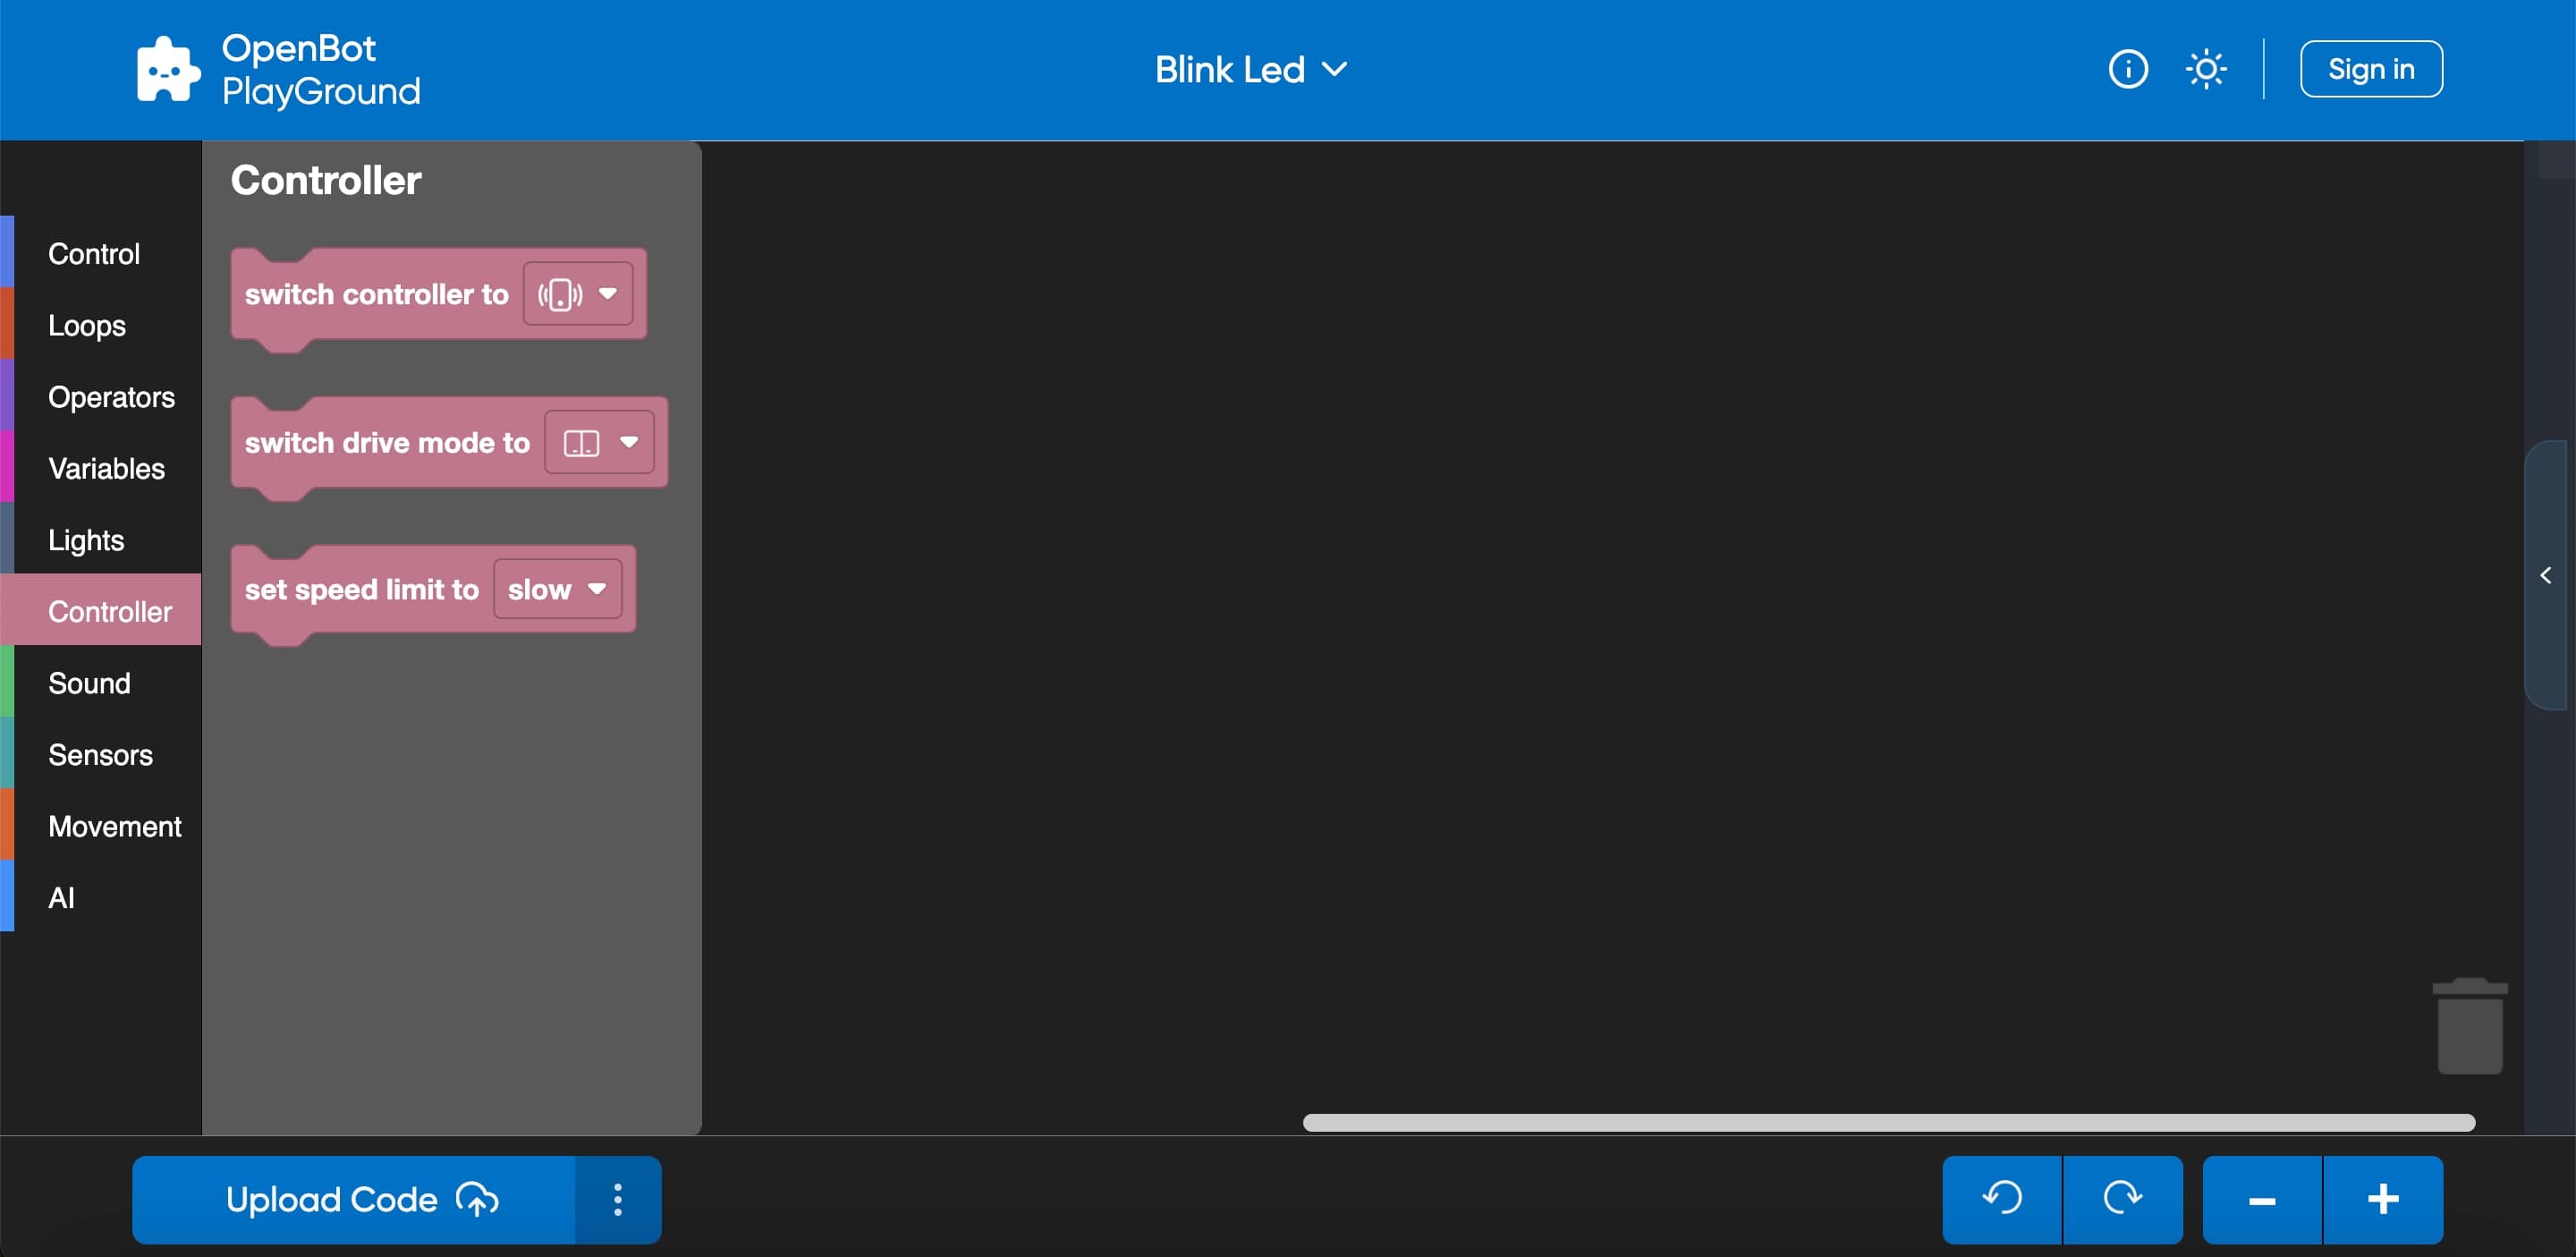 OpenBot
PlayGround
Blink Led
Sign in
Control
Loops
Operators
Variables
Lights
Controller
Sound
Sensors
Movement
AI
Controller
switch controller to
switch drive mode to
set speed limit to slow
Upload Code